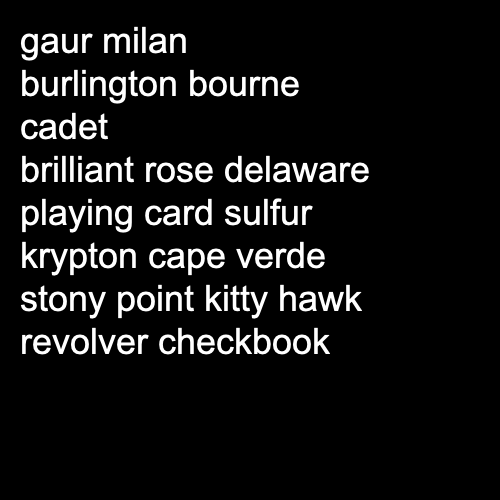 gaur milan
burlington bourne
cadet
brilliant rose delaware
playing card sulfur
krypton cape verde
stony point kitty hawk
revolver checkbook